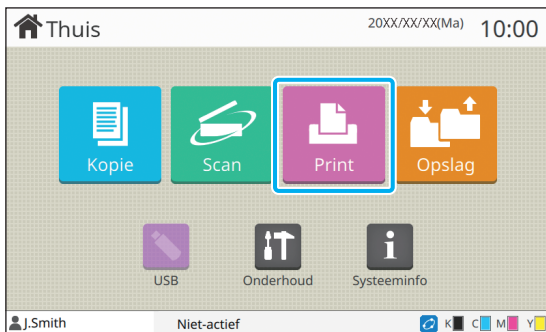 Thuis 20XX/XX/XX(Ma) 10:00
Kopie Scan Print Opslag
USB Onderhoud Systeeminfo
J.Smith Niet-actief K C M Y